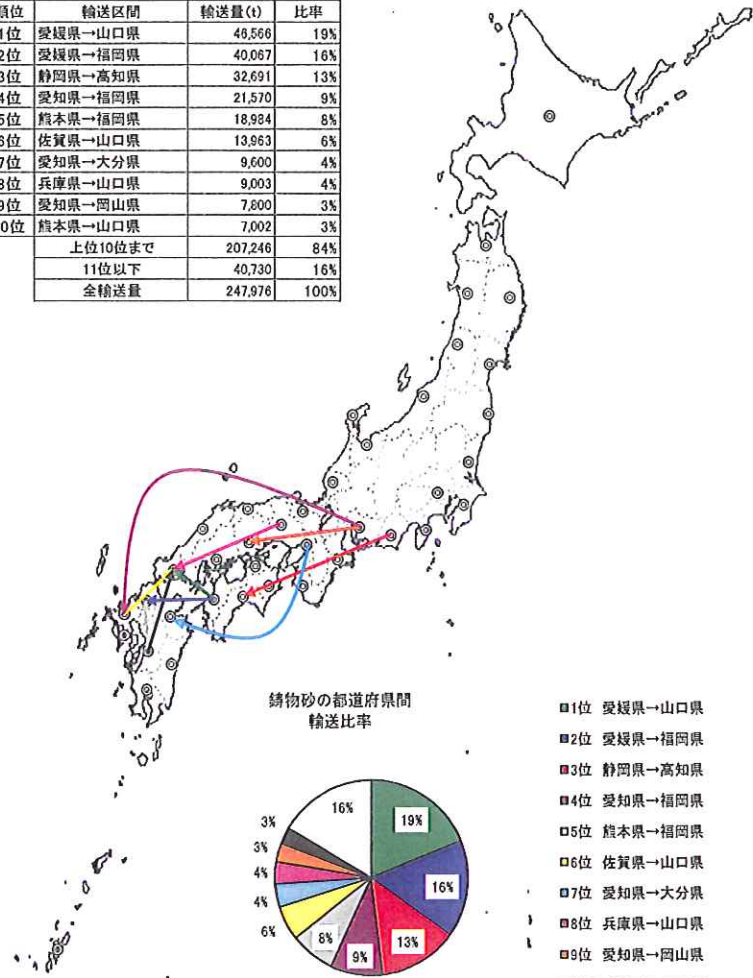 順位 輸送区間 輸送量(t) 比率
1位 愛媛県→山口県 46,566 19%
2位 愛媛県→福岡県 40,067 16%
3位 静岡県→高知県 32,691 13%
4位 愛知県→福岡県 21,570 9%
5位 熊本県→福岡県 18,984 8%
6位 佐賀県→山口県 13,963 6%
7位 愛知県→大分県 9,600 4%
8位 兵庫県→山口県 9,003 4%
9位 愛知県→岡山県 7,800 3%
0位 熊本県→山口県 7,002 3%
上位10位まで 207,246 84%
11位以下 40,730 16%
全輸送量 247,976 100%
鋳物砂の都道府県間
輸送比率
16%
19%
16%
13%
9%
8%
6%
4%
4%
3%
3%
1位 愛媛県→山口県
2位 愛媛県→福岡県
3位 静岡県→高知県
4位 愛知県→福岡県
5位 熊本県→福岡県
6位 佐賀県→山口県
7位 愛知県→大分県
8位 兵庫県→山口県
9位 愛知県→岡山県